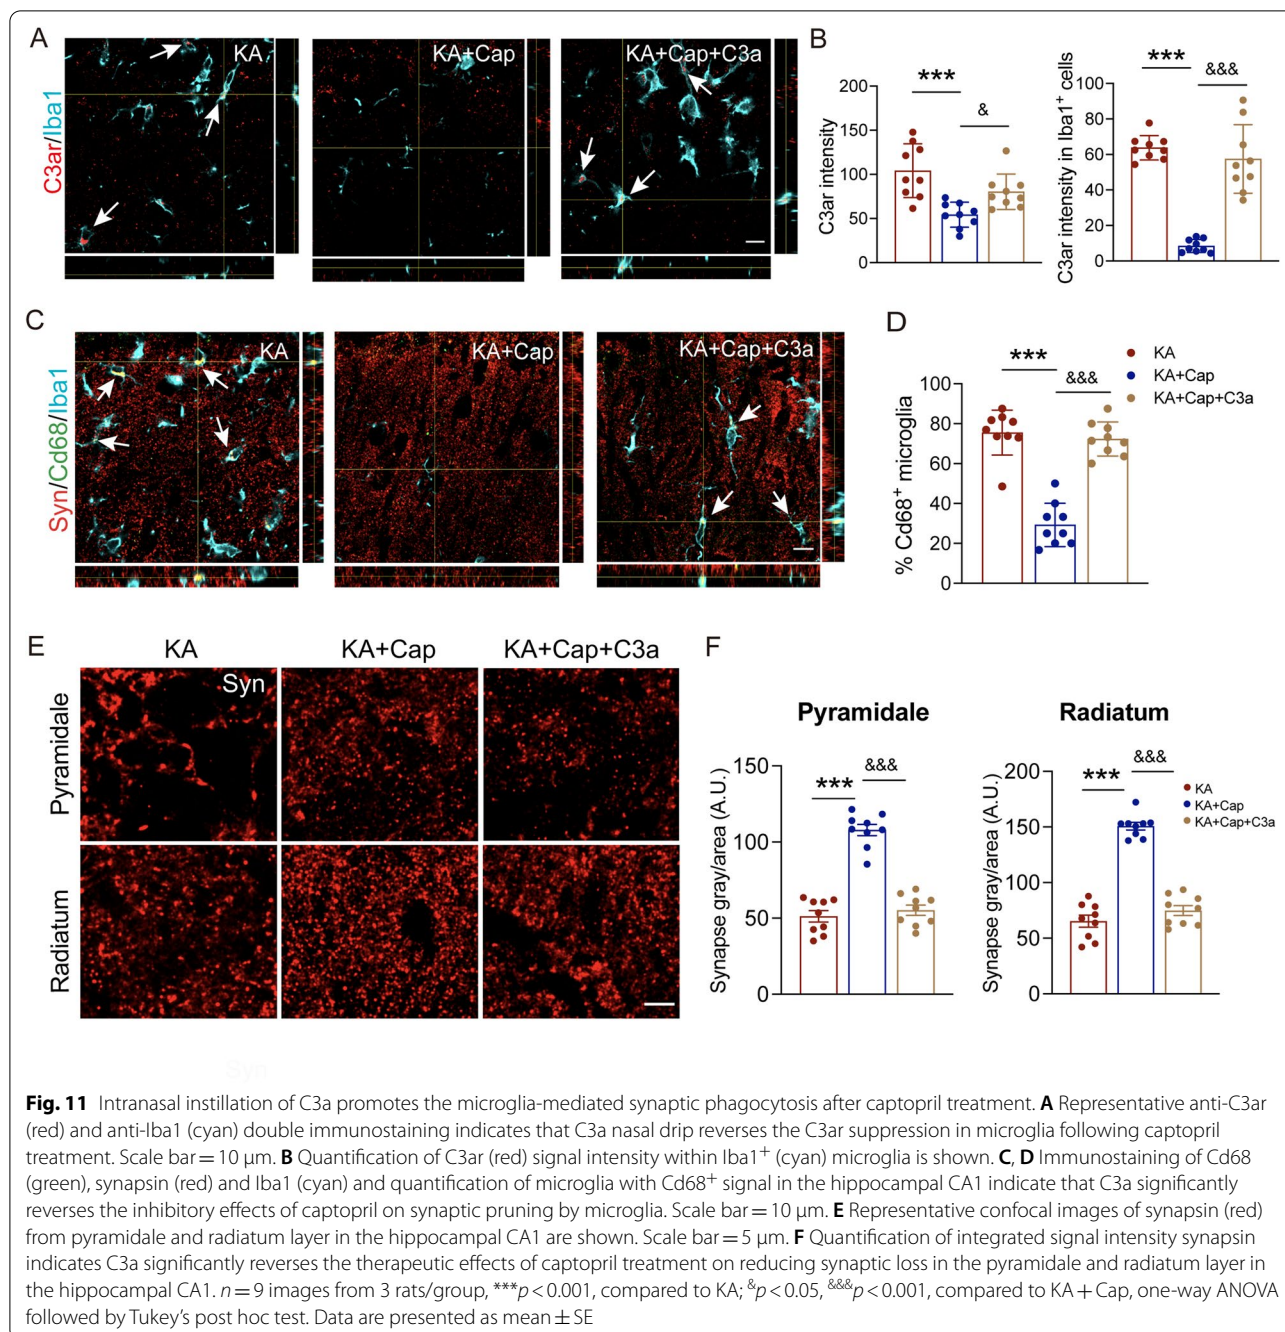 A
KA
KA+Cap
KA+Cap+C3a
C3ar/Iba1
B
C3ar intensity
200
150
100
50
0
***
&
C3ar intensity in Iba1+ cells
100
80
60
40
20
0
***
&&&
C
KA
KA+Cap
KA+Cap+C3a
Syn/Cd68/Iba1
D
% Cd68+ microglia
100
80
60
40
20
0
***
&&&
KA
KA+Cap
KA+Cap+C3a
E
KA
KA+Cap
KA+Cap+C3a
Syn
Pyramidale
Radiatum
F
Pyramidale
Synapse gray/area (A.U.)
150
100
50
0
***
&&&
Radiatum
Synapse gray/area (A.U.)
200
150
100
50
0
***
&&&
KA
KA+Cap
KA+Cap+C3a
Fig. 11 Intranasal instillation of C3a promotes the microglia-mediated synaptic phagocytosis after captopril treatment. A Representative anti-C3ar
(red) and anti-Iba1 (cyan) double immunostaining indicates that C3a nasal drip reverses the C3ar suppression in microglia following captopril
treatment. Scale bar = 10 μm. B Quantification of C3ar (red) signal intensity within Iba1+ (cyan) microglia is shown. C, D Immunostaining of Cd68
(green), synapsin (red) and Iba1 (cyan) and quantification of microglia with Cd68+ signal in the hippocampal CA1 indicate that C3a significantly
reverses the inhibitory effects of captopril on synaptic pruning by microglia. Scale bar = 10 μm. E Representative confocal images of synapsin (red)
from pyramidale and radiatum layer in the hippocampal CA1 are shown. Scale bar = 5 μm. F Quantification of integrated signal intensity synapsin
indicates C3a significantly reverses the therapeutic effects of captopril treatment on reducing synaptic loss in the pyramidale and radiatum layer in
the hippocampal CA1. n = 9 images from 3 rats/group, ***p < 0.001, compared to KA; &p < 0.05, &&&p < 0.001, compared to KA + Cap, one-way ANOVA
followed by Tukey's post hoc test. Data are presented as mean ± SE